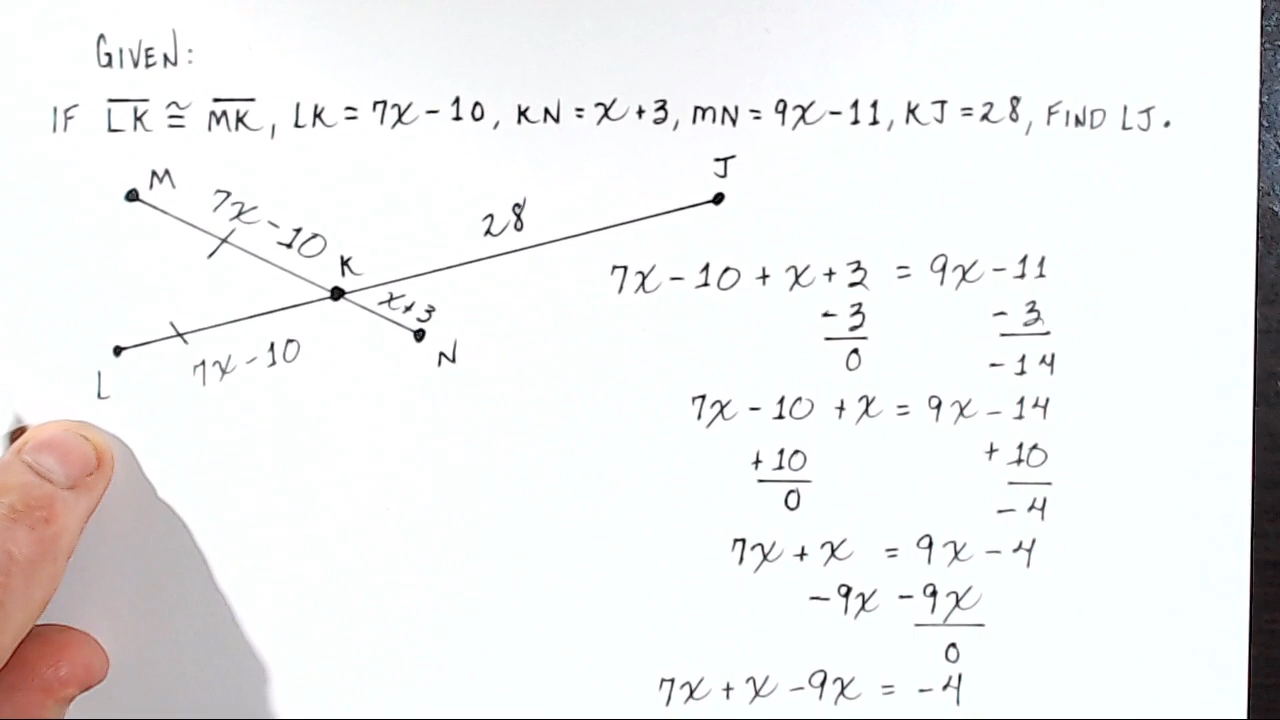 GIVEN:
IF L̅K̅ ≅ M̅K̅, LK = 7x - 10, KN = x + 3, MN = 9x - 11, KJ = 28, FIND LJ.
M
J
7x - 10
28
K
x + 3
N
7x - 10
L
7x - 10 + x + 3 = 9x - 11
- 3 - 3
0 - 14
7x - 10 + x = 9x - 14
+ 10 + 10
0 - 4
7x + x = 9x - 4
- 9x - 9x
0
7x + x - 9x = - 4